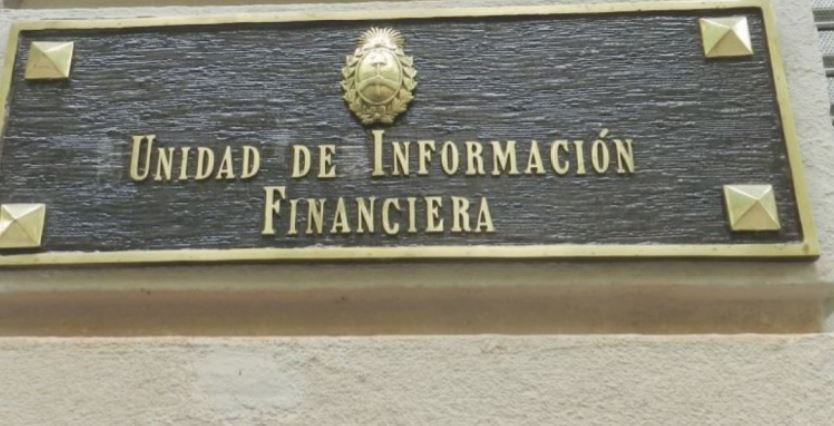 Unidad de Información
Financiera